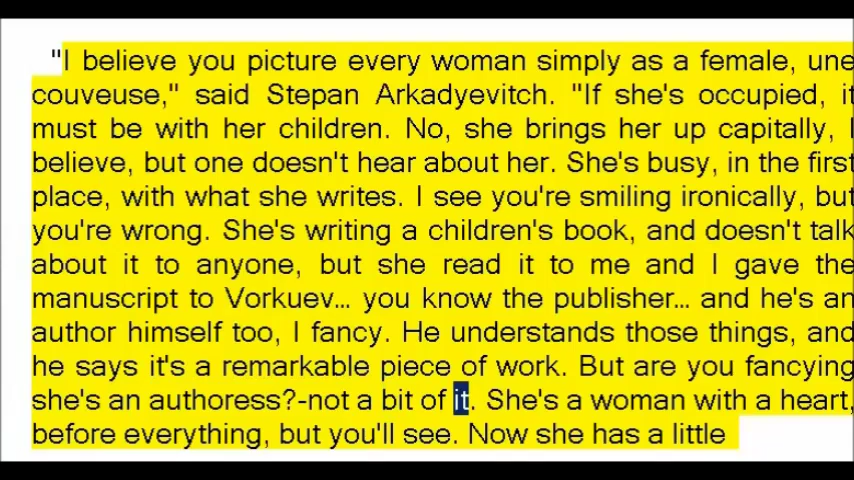 "I believe you picture every woman simply as a female, une
couveuse," said Stepan Arkadyevitch. "If she's occupied, it
must be with her children. No, she brings her up capitally, I
believe, but one doesn't hear about her. She's busy, in the first
place, with what she writes. I see you're smiling ironically, but
you're wrong. She's writing a children's book, and doesn't talk
about it to anyone, but she read it to me and I gave the
manuscript to Vorkuev... you know the publisher... and he's an
author himself too, I fancy. He understands those things, and
he says it's a remarkable piece of work. But are you fancying
she's an authoress?-not a bit of it. She's a woman with a heart,
before everything, but you'll see. Now she has a little